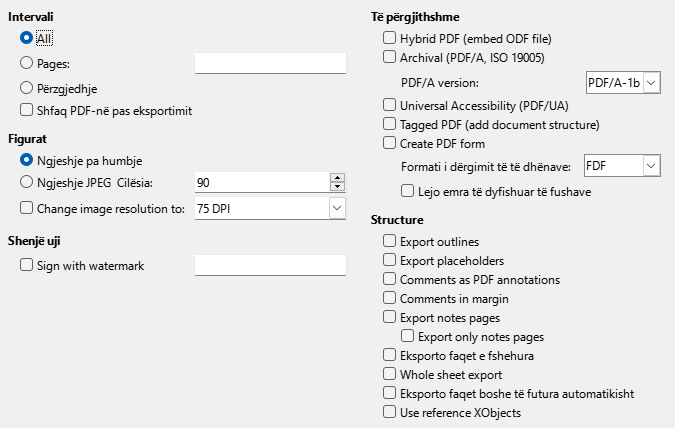 Intervali
All
Pages:
Përzgjedhje
Shfaq PDF-në pas eksportimit
Figurat
Ngjeshje pa humbje
Ngjeshje JPEG Cilësia: 90
Change image resolution to: 75 DPI
Shenjë uji
Sign with watermark
Të përgjithshme
Hybrid PDF (embed ODF file)
Archival (PDF/A, ISO 19005)
PDF/A version: PDF/A-1b
Universal Accessibility (PDF/UA)
Tagged PDF (add document structure)
Create PDF form
Formati i dërgimit të të dhënave: FDF
Lejo emra të dyfishuar të fushave
Structure
Export outlines
Export placeholders
Comments as PDF annotations
Comments in margin
Export notes pages
Export only notes pages
Eksporto faqet e fshehura
Whole sheet export
Eksporto faqet boshe të futura automatikisht
Use reference XObjects